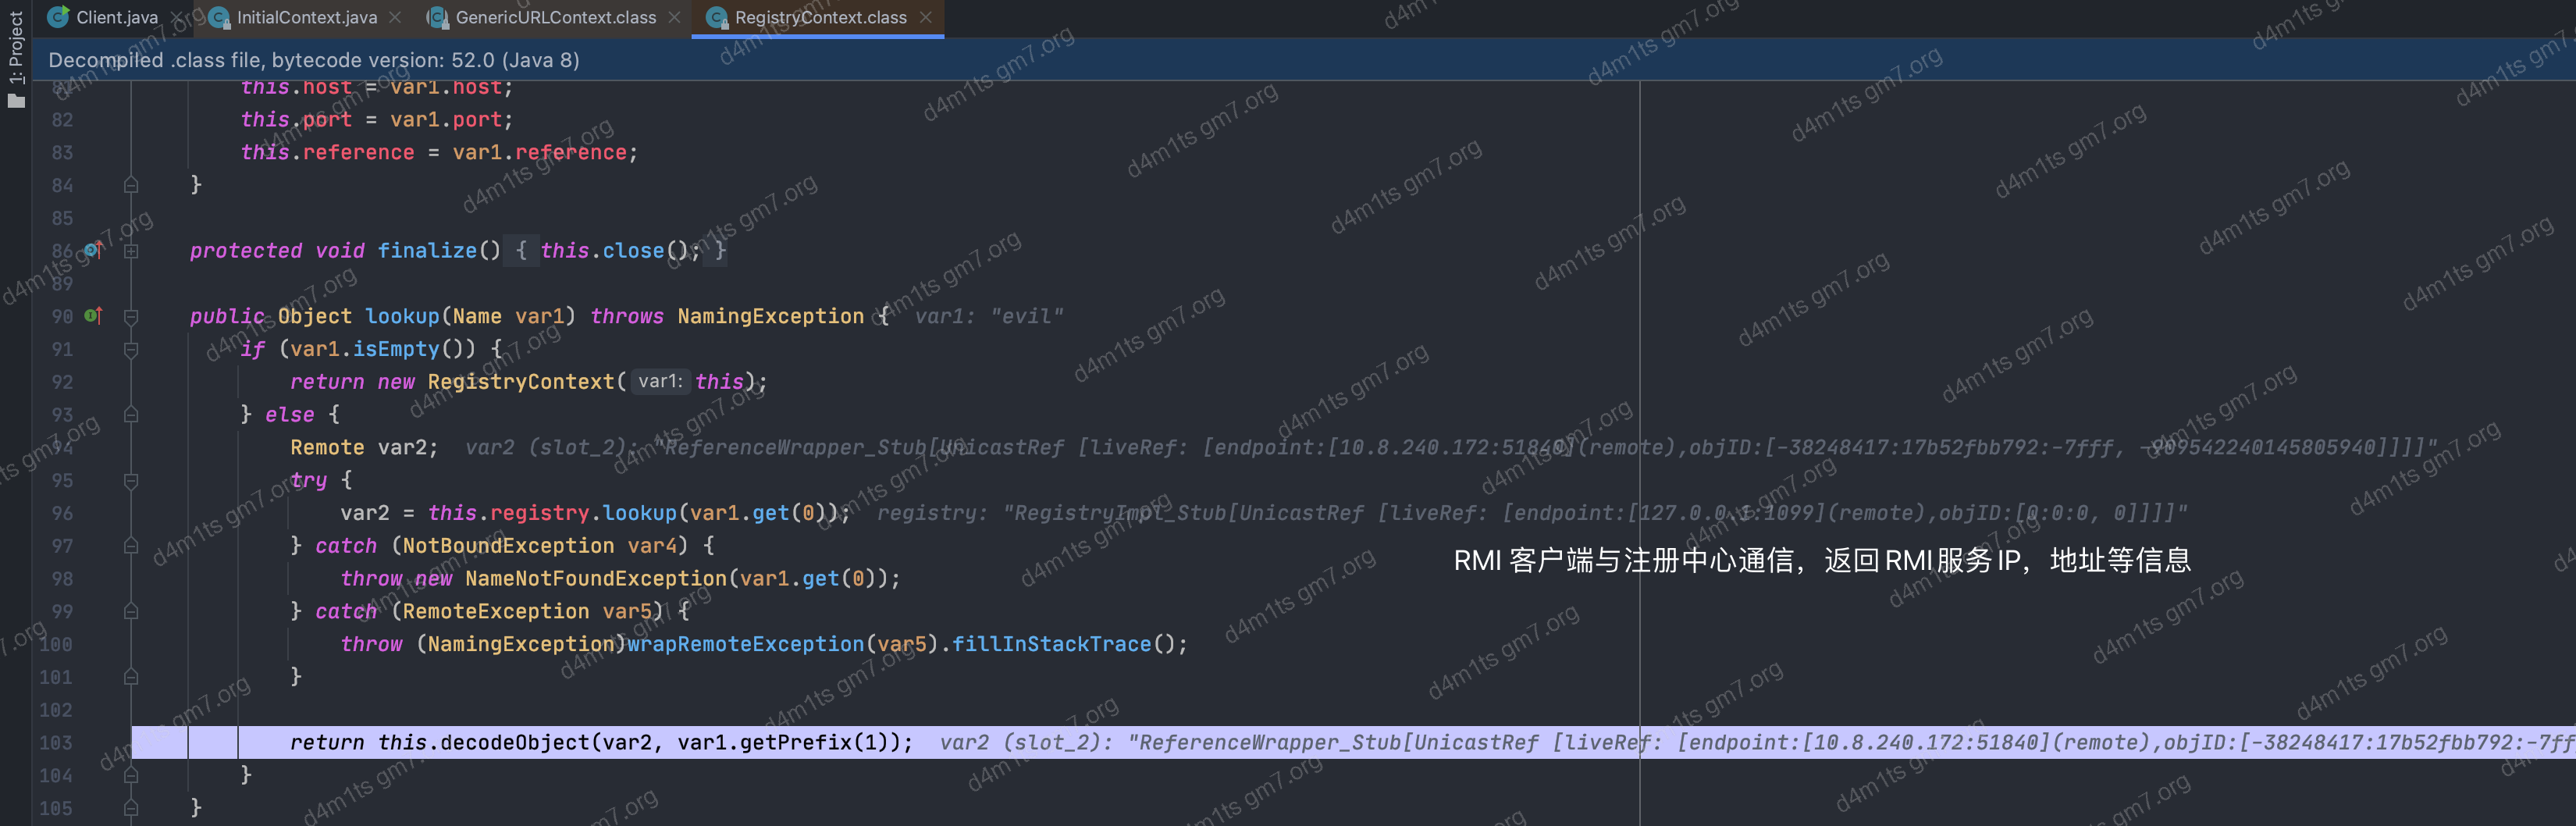 1: Project
Client.java
InitialContext.java
GenericURLContext.class
RegistryContext.class
Decompiled .class file, bytecode version: 52.0 (Java 8)
81 this.host = var1.host;
82 this.port = var1.port;
83 this.reference = var1.reference;
84 }
85
86 protected void finalize() { this.close(); }
89
90 public Object lookup(Name var1) throws NamingException { var1: "evil"
91 if (var1.isEmpty()) {
92 return new RegistryContext( var1: this);
93 } else {
94 Remote var2; var2 (slot_2): "ReferenceWrapper_Stub[UnicastRef [liveRef: [endpoint:[10.8.240.172:51840](remote),objID:[-38248417:17b52fbb792:-7fff, -909542240145805940]]]]"
95 try {
96 var2 = this.registry.lookup(var1.get(0)); registry: "RegistryImpl_Stub[UnicastRef [liveRef: [endpoint:[127.0.0.1:1099](remote),objID:[0:0:0, 0]]]]"
97 } catch (NotBoundException var4) {
RMI 客户端与注册中心通信，返回RMI服务IP，地址等信息
98 throw new NameNotFoundException(var1.get(0));
99 } catch (RemoteException var5) {
100 throw (NamingException)wrapRemoteException(var5).fillInStackTrace();
101 }
102
103 return this.decodeObject(var2, var1.getPrefix(1)); var2 (slot_2): "ReferenceWrapper_Stub[UnicastRef [liveRef: [endpoint:[10.8.240.172:51840](remote),objID:[-38248417:17b52fbb792:-7ff
104 }
105 }
d4m1ts gm7.org